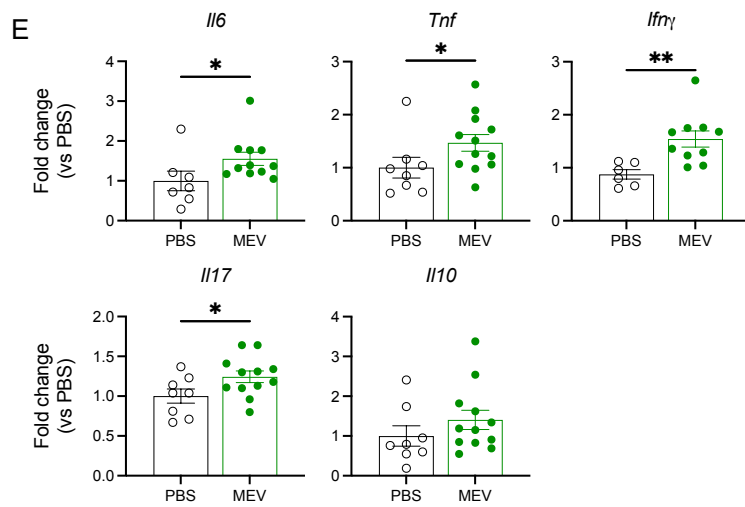 E
Il6
Tnf
Ifnγ
Fold change
(vs PBS)
4
3
2
1
0
*
PBS
MEV
3
2
1
0
*
PBS
MEV
3
2
1
0
**
PBS
MEV
Il17
Il10
Fold change
(vs PBS)
2.0
1.5
1.0
0.5
0.0
*
PBS
MEV
4
3
2
1
0
PBS
MEV